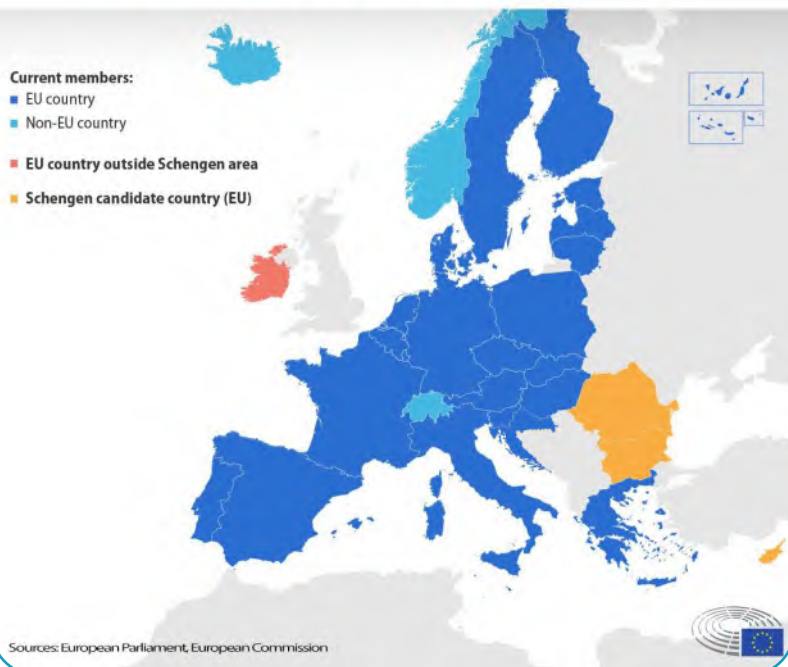 Current members:
EU country
Non-EU country
EU country outside Schengen area
Schengen candidate country (EU)
Sources: European Parliament, European Commission